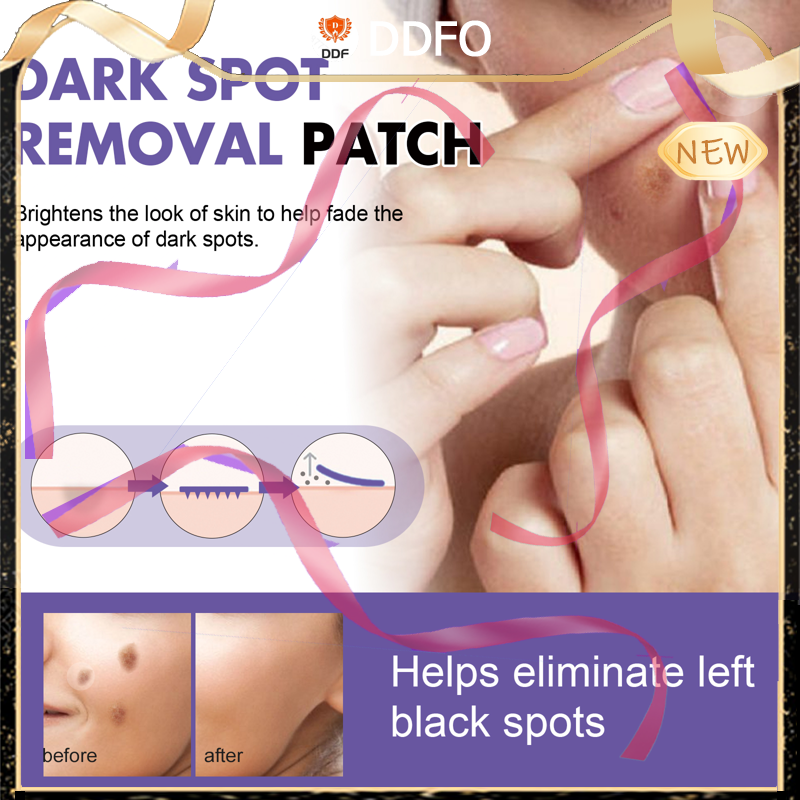 DDF
DDFO
DARK SPOT
REMOVAL PATCH
NEW
Brightens the look of skin to help fade the
appearance of dark spots.
Helps eliminate left
black spots
before
after